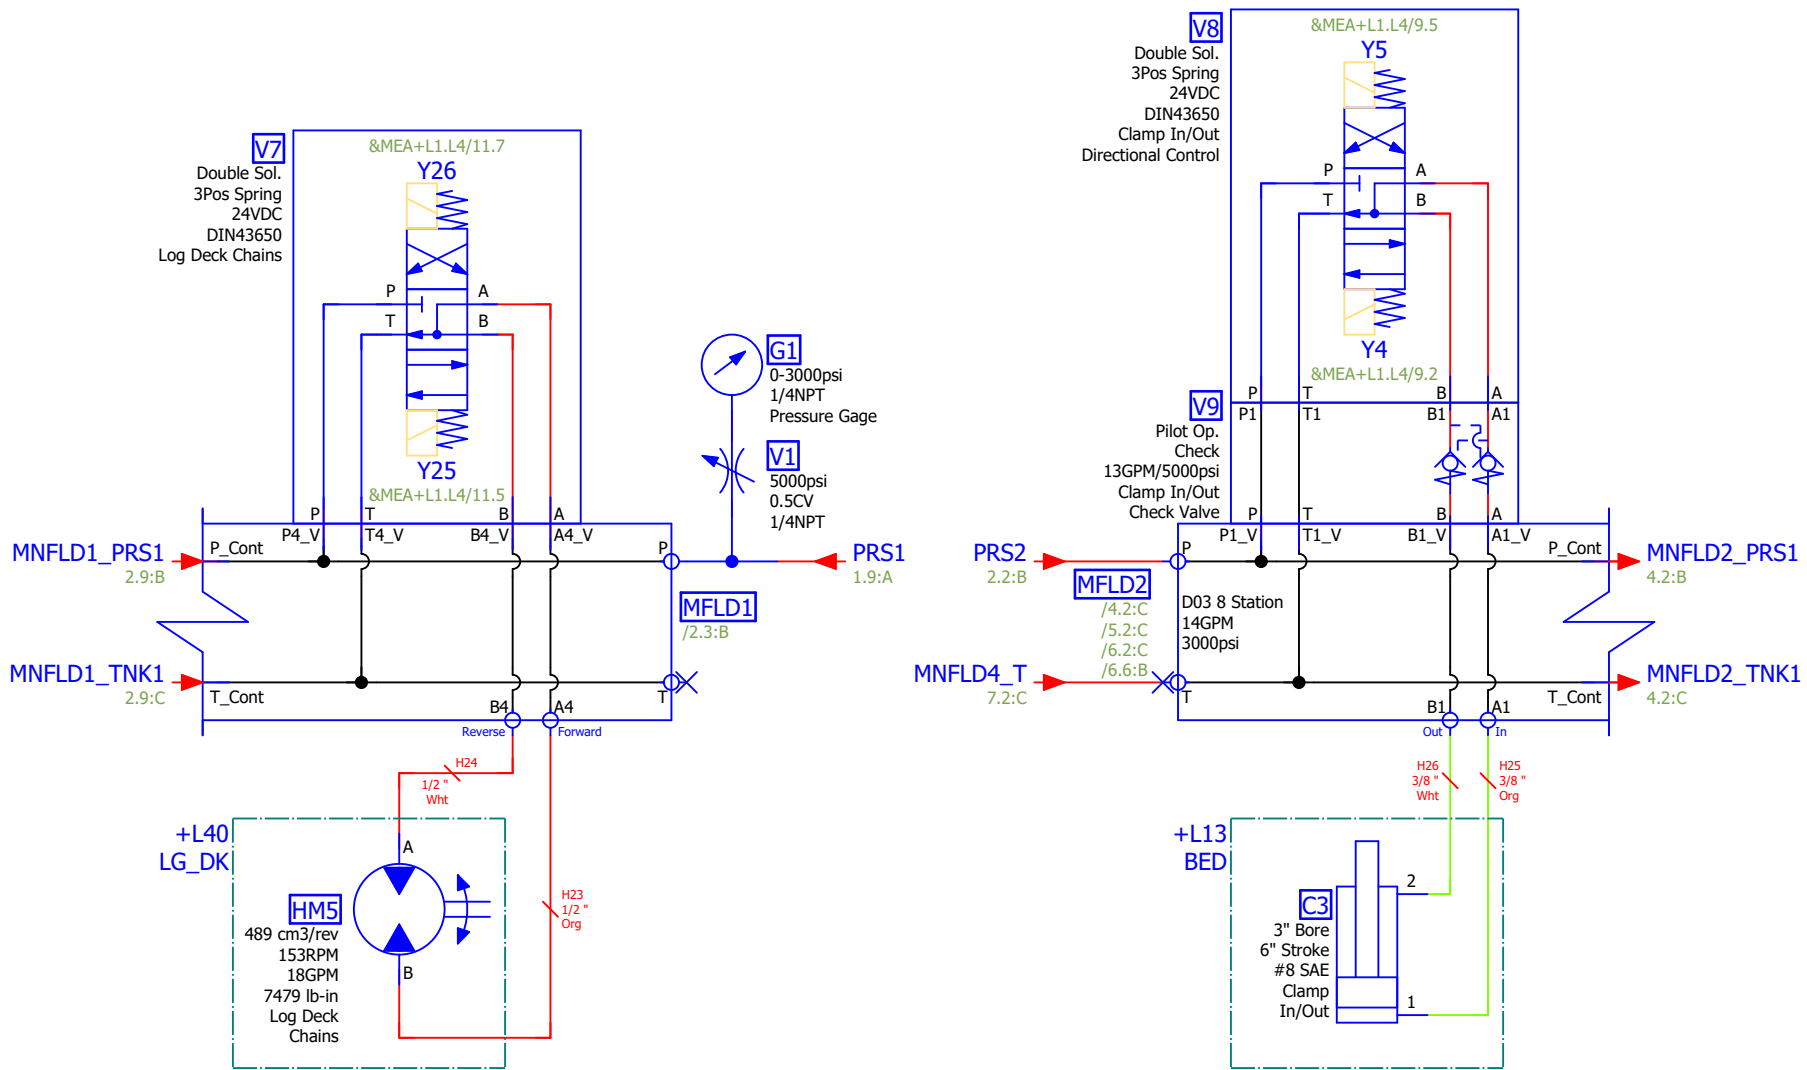 V7
Double Sol.
3Pos Spring
24VDC
DIN43650
Log Deck Chains
&MEA+L1.L4/11.7
Y26
P
A
T
B
Y25
&MEA+L1.L4/11.5
P
T
B
A
P4_V
T4_V
B4_V
A4_V
G1
0-3000psi
1/4NPT
Pressure Gage
V1
5000psi
0.5CV
1/4NPT
MNFLD1_PRS1
2.9:B
P_Cont
P
PRS1
1.9:A
MFLD1
/2.3:B
MNFLD1_TNK1
2.9:C
T_Cont
T
B4
A4
Reverse
Forward
H24
1/2 "
Wht
+L40
LG_DK
A
HM5
489 cm3/rev
153RPM
18GPM
7479 lb-in
Log Deck
Chains
B
H23
1/2 "
Org
V8
Double Sol.
3Pos Spring
24VDC
DIN43650
Clamp In/Out
Directional Control
&MEA+L1.L4/9.5
Y5
P
A
T
B
Y4
&MEA+L1.L4/9.2
P
T
B
A
V9
Pilot Op.
Check
13GPM/5000psi
Clamp In/Out
Check Valve
P1
T1
B1
A1
P
T
B
A
P1_V
T1_V
B1_V
A1_V
PRS2
2.2:B
P
P_Cont
MNFLD2_PRS1
4.2:B
MFLD2
/4.2:C
/5.2:C
/6.2:C
/6.6:B
D03 8 Station
14GPM
3000psi
MNFLD4_T
7.2:C
T
T_Cont
MNFLD2_TNK1
4.2:C
B1
A1
Out
In
H26
3/8 "
Wht
H25
3/8 "
Org
+L13
BED
2
C3
3" Bore
6" Stroke
#8 SAE
Clamp
In/Out
1